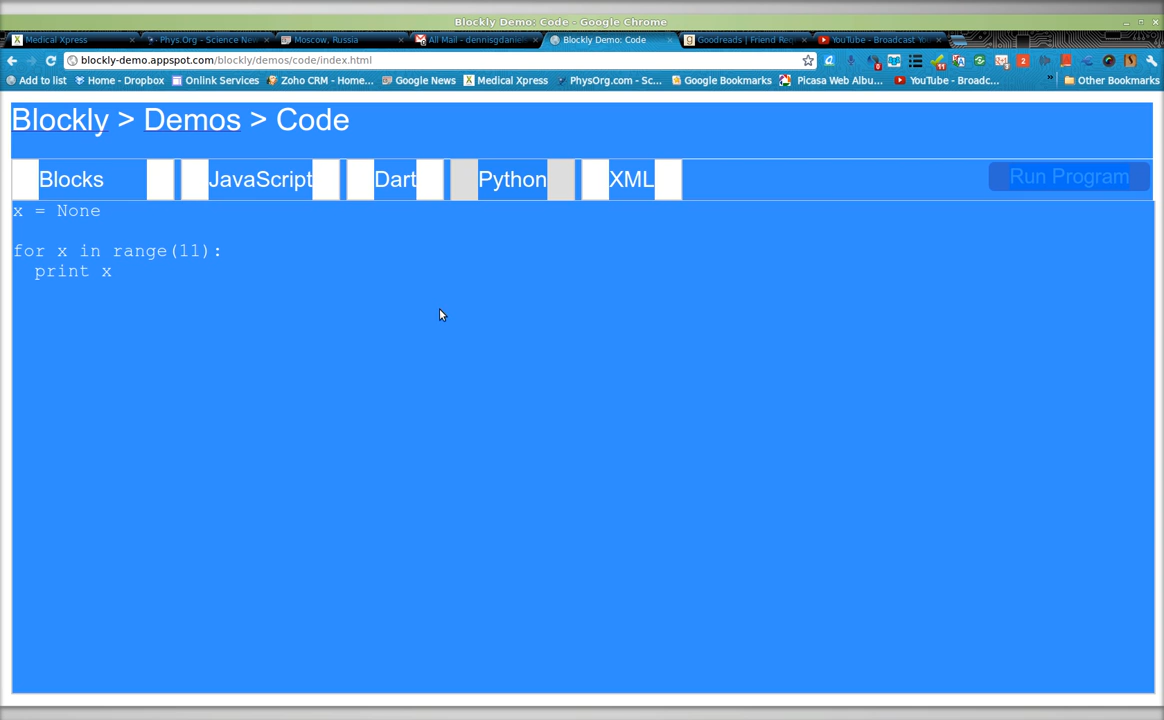 Blockly Demo: Code - Google Chrome
Medical Xpress
Phys.Org - Science Ne
Moscow, Russia
All Mail - dennisgdani
Blockly Demo: Code
Goodreads | Friend Re
YouTube - Broadcast Y
blockly-demo.appspot.com/blockly/demos/code/index.html
Add to list
Home - Dropbox
Onlink Services
Zoho CRM - Home...
Google News
Medical Xpress
PhysOrg.com - Sc...
Google Bookmarks
Picasa Web Albu...
YouTube - Broadc...
»
Other Bookmarks
Blockly > Demos > Code
Blocks
JavaScript
Dart
Python
XML
Run Program
x = None
for x in range(11):
print x